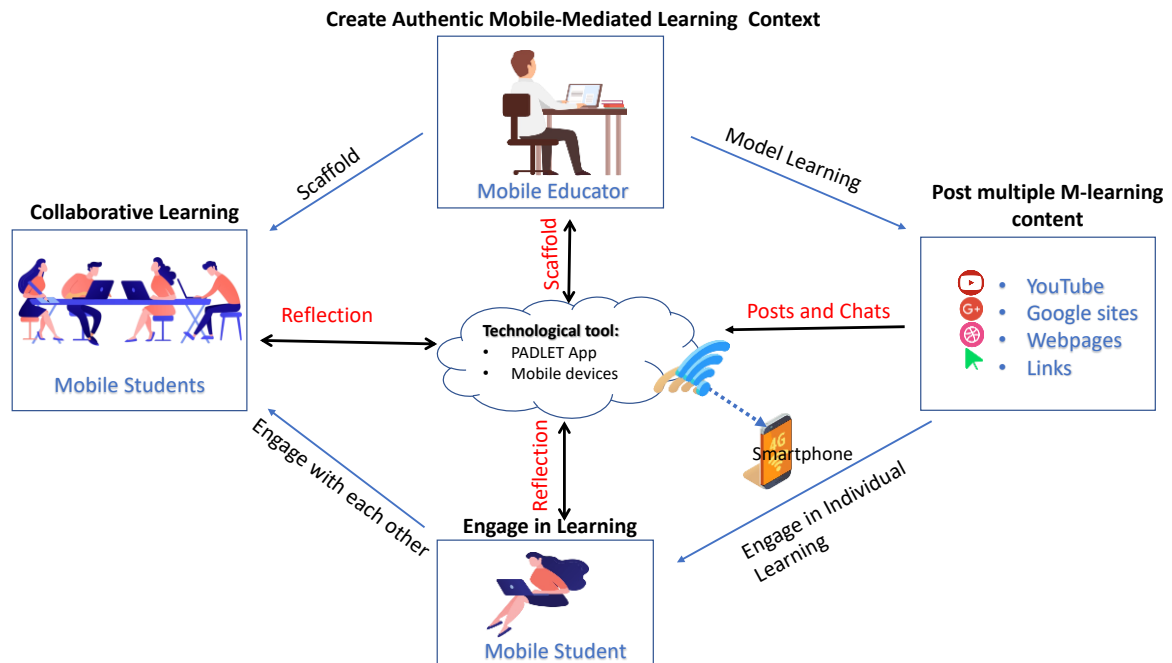 Create Authentic Mobile-Mediated Learning Context
Mobile Educator
Scaffold
Model Learning
Collaborative Learning
Mobile Students
Post multiple M-learning
content
• YouTube
G+
• Google sites
• Webpages
• Links
Scaffold
Reflection
Technological tool:
• PADLET App
• Mobile devices
Posts and Chats
4G
Smartphone
Reflection
Engage with each other
Engage in Individual
Learning
Engage in Learning
Mobile Student